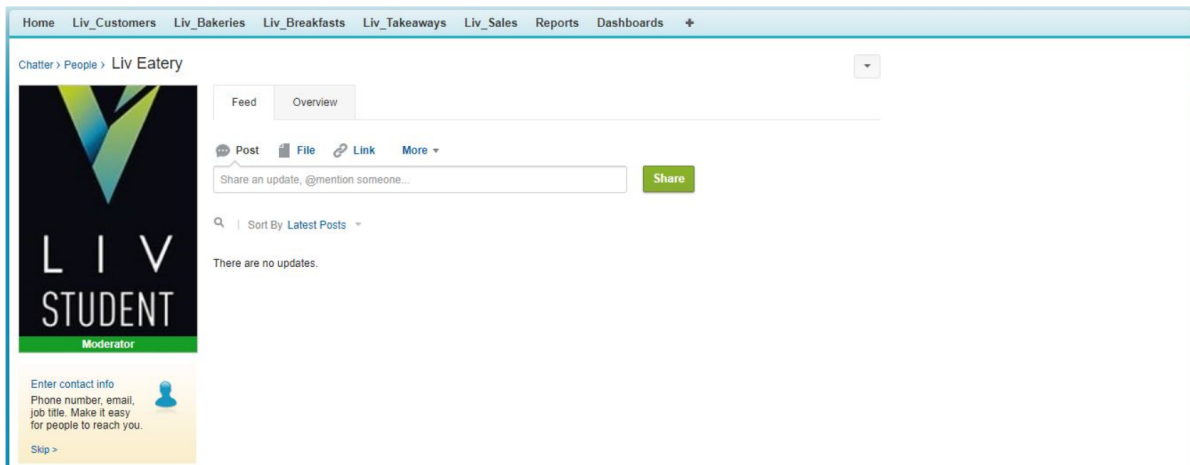 Home Liv_Customers Liv_Bakeries Liv_Breakfasts Liv_Takeaways Liv_Sales Reports Dashboards +
Chatter > People > Liv Eatery
Feed Overview
Post File Link More
Share an update, @mention someone...
Share
Sort By Latest Posts
There are no updates.
LIV
STUDENT
Moderator
Enter contact info
Phone number, email,
job title. Make it easy
for people to reach you.
Skip >